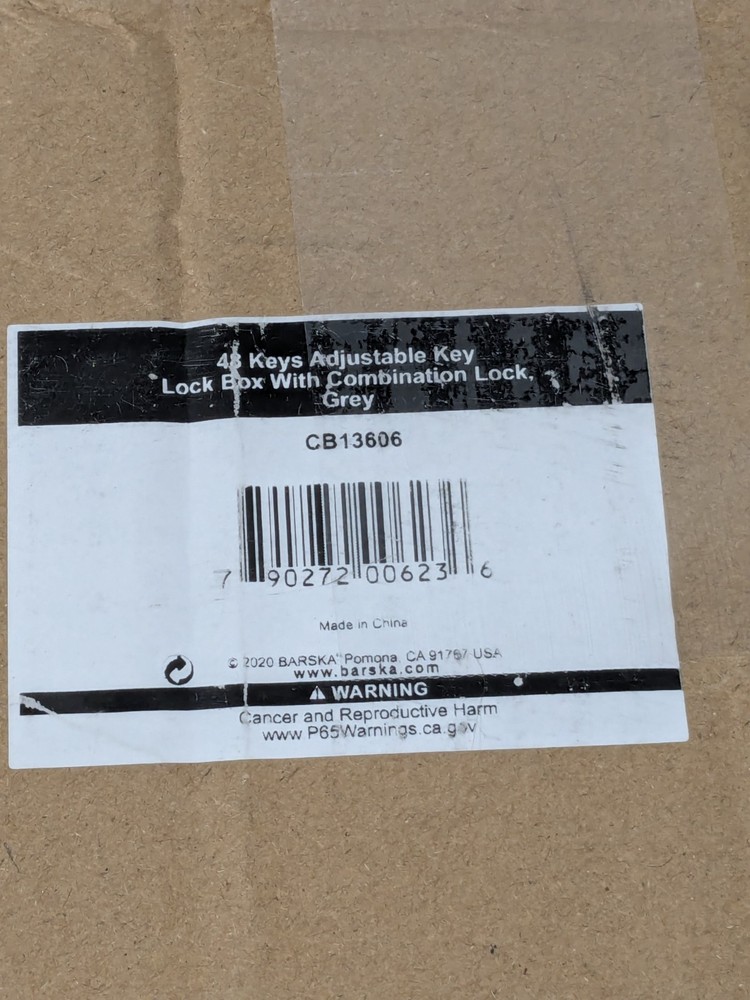 48 Keys Adjustable Key
Lock Box With Combination Lock,
Grey
CB13606
7 90272 00623 6
Made in China
© 2020 BARSKA® Pomona, CA 91767 USA
www.barska.com
⚠ WARNING
Cancer and Reproductive Harm
www.P65Warnings.ca.gov